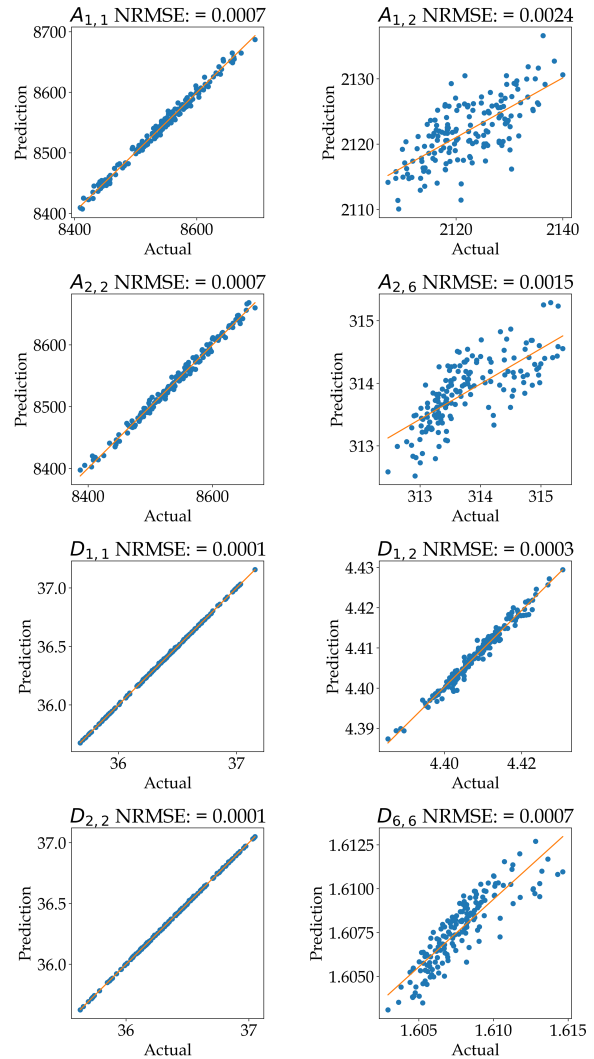 A1,1 NRMSE: = 0.0007
8700
8600
8500
8400
Prediction
8400 8600
Actual
A1,2 NRMSE: = 0.0024
2130
2120
2110
Prediction
2120 2140
Actual
A2,2 NRMSE: = 0.0007
8600
8500
8400
Prediction
8400 8600
Actual
A2,6 NRMSE: = 0.0015
315
314
313
Prediction
313 314 315
Actual
D1,1 NRMSE: = 0.0001
37.0
36.5
36.0
Prediction
36 37
Actual
D1,2 NRMSE: = 0.0003
4.43
4.42
4.41
4.40
4.39
Prediction
4.40 4.42
Actual
D2,2 NRMSE: = 0.0001
37.0
36.5
36.0
Prediction
36 37
Actual
D6,6 NRMSE: = 0.0007
1.6125
1.6100
1.6075
1.6050
Prediction
1.605 1.610 1.615
Actual